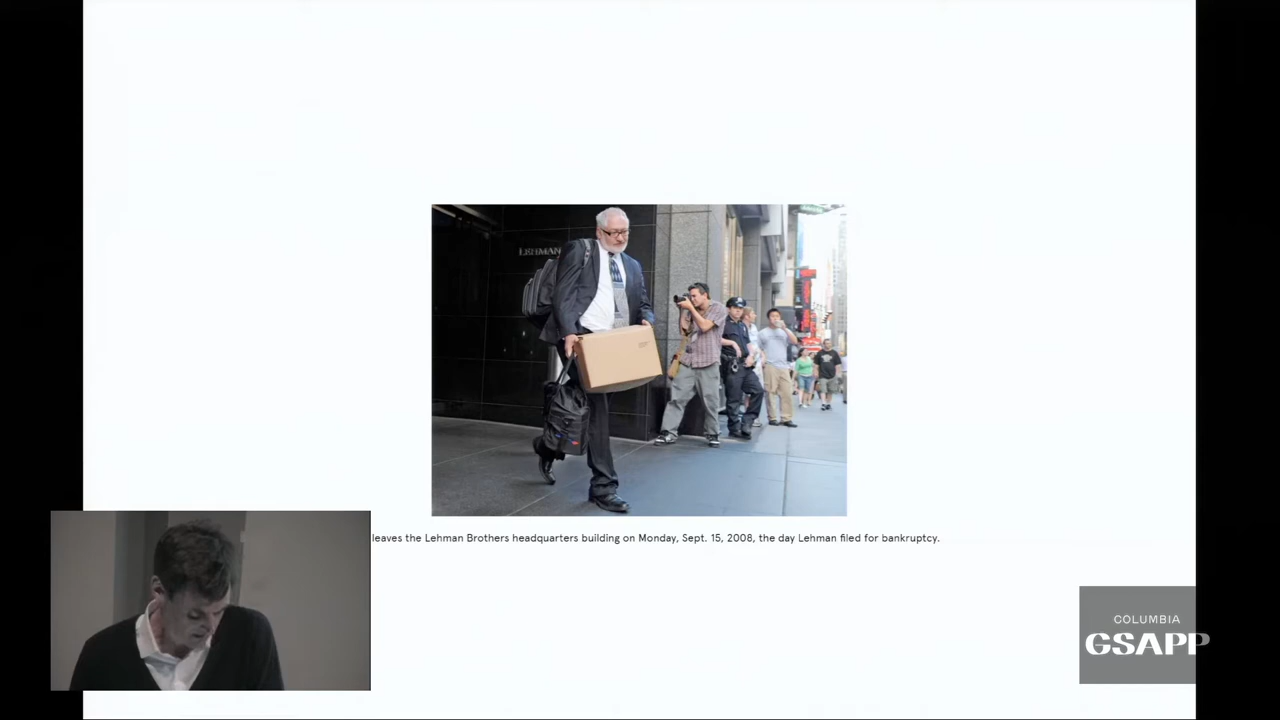 LEHMAN
leaves the Lehman Brothers headquarters building on Monday, Sept. 15, 2008, the day Lehman filed for bankruptcy.
COLUMBIA
GSAPP